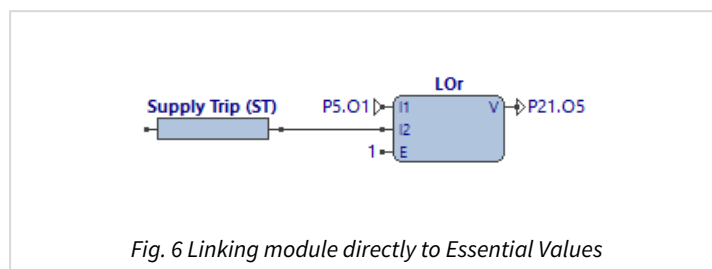 LOr
Supply Trip (ST)
P5.O1 I1 V P21.O5
I2
1 E
Fig. 6 Linking module directly to Essential Values